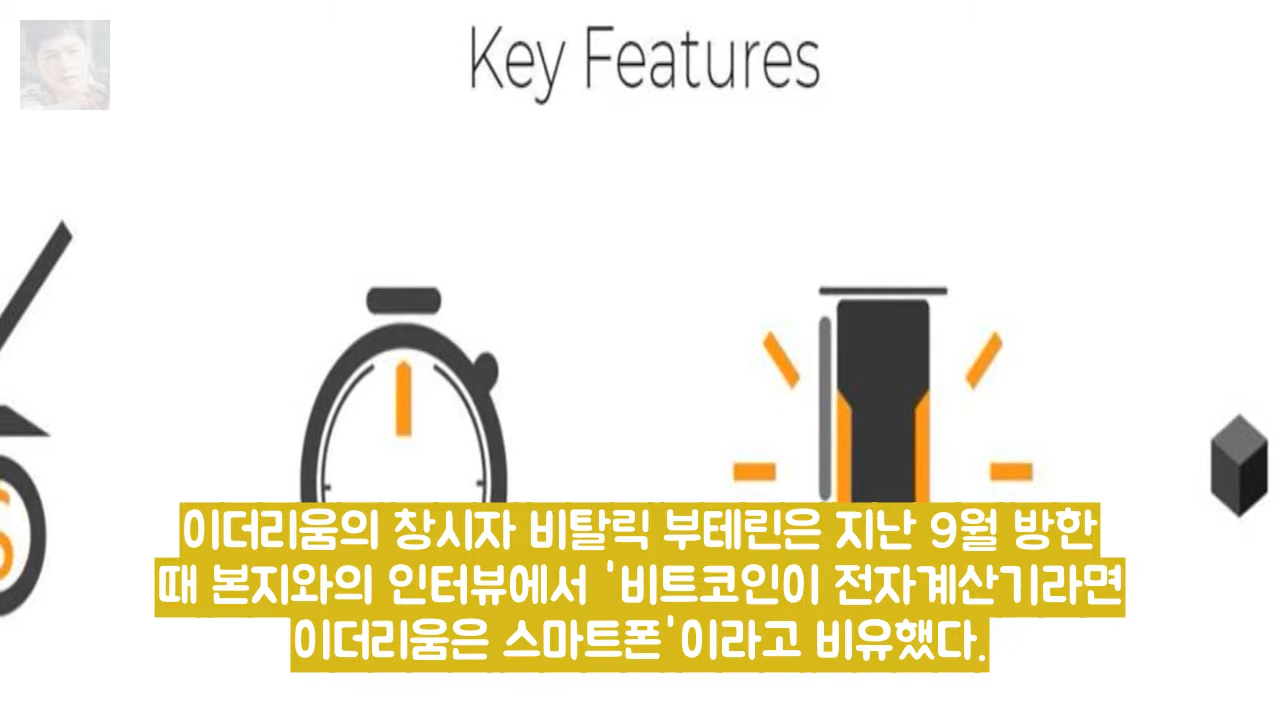 Key Features
이더리움의 창시자 비탈릭 부테린은 지난 9월 방한
때 본지와의 인터뷰에서 '비트코인이 전자계산기라면
이더리움은 스마트폰'이라고 비유했다.